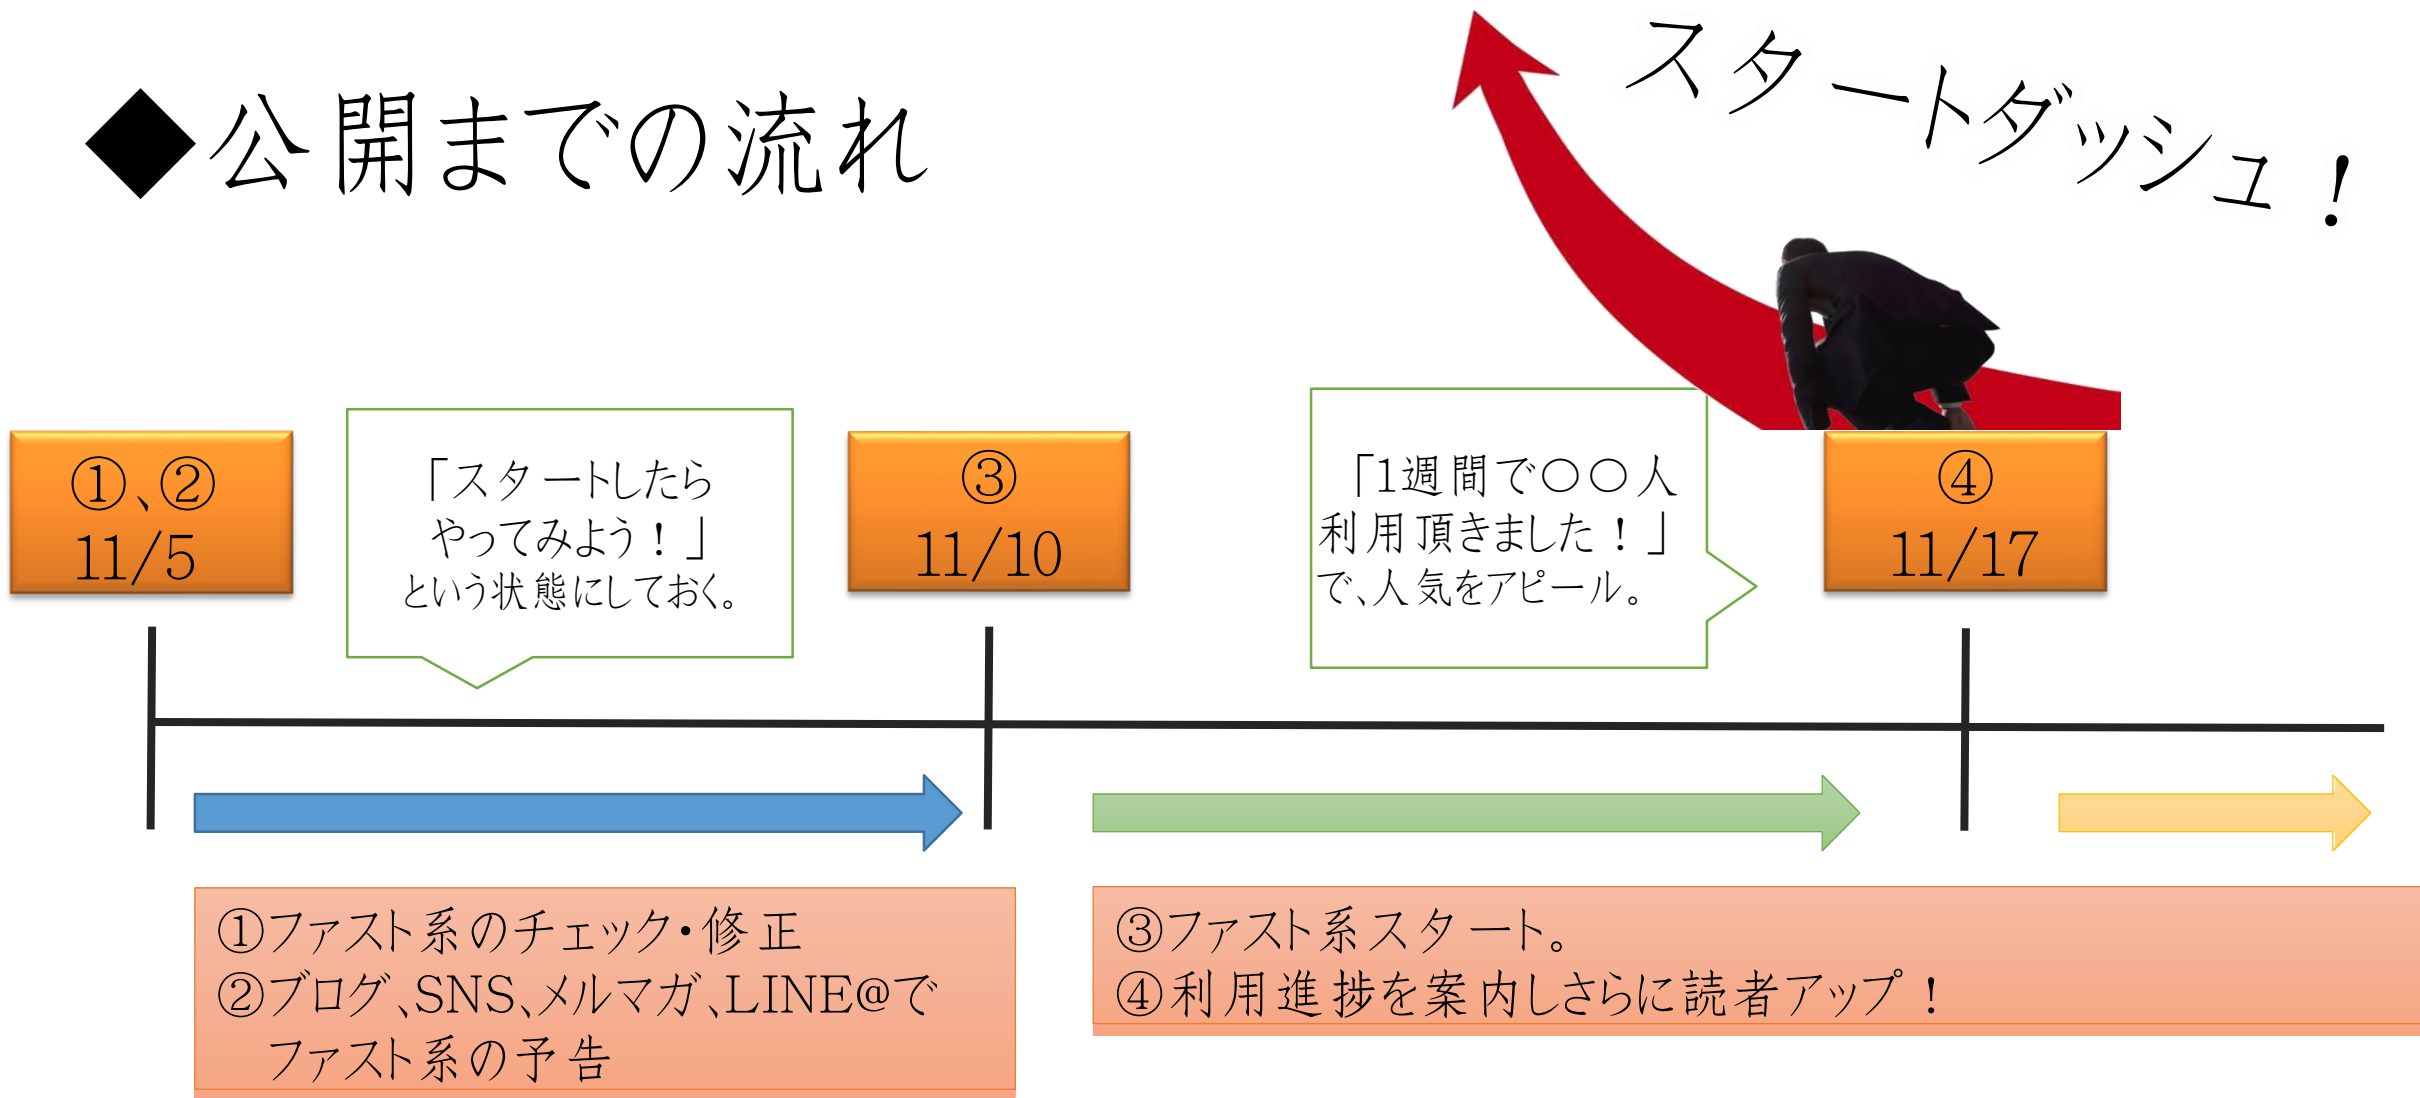 ◆公開までの流れ
スタートダッシュ！
①、②
11/5
「スタートしたら
やってみよう！」
という状態にしておく。
③
11/10
「1週間で〇〇人
利用頂きました！」
で、人気をアピール。
④
11/17
①ファスト系のチェック・修正
②ブログ、SNS、メルマガ、LINE@で
ファスト系の予告
③ファスト系スタート。
④利用進捗を案内しさらに読者アップ！